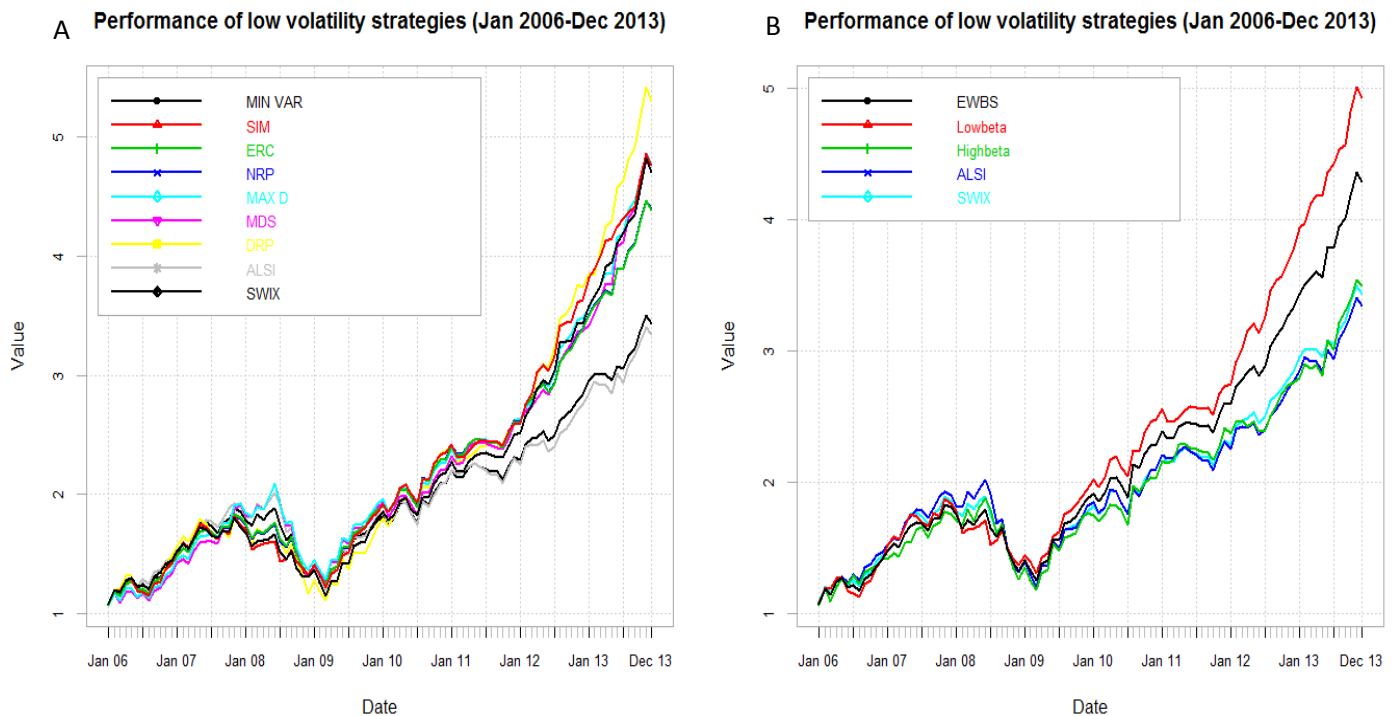 A
Performance of low volatility strategies (Jan 2006-Dec 2013)
MIN VAR
SIM
ERC
NRP
MAX D
MDS
DRP
ALSI
SWIX
Value
5
4
3
2
1
Jan 06 Jan 07 Jan 08 Jan 09 Jan 10 Jan 11 Jan 12 Jan 13 Dec 13
Date
B
Performance of low volatility strategies (Jan 2006-Dec 2013)
EWBS
Lowbeta
Highbeta
ALSI
SWIX
Value
5
4
3
2
1
Jan 06 Jan 07 Jan 08 Jan 09 Jan 10 Jan 11 Jan 12 Jan 13 Dec 13
Date